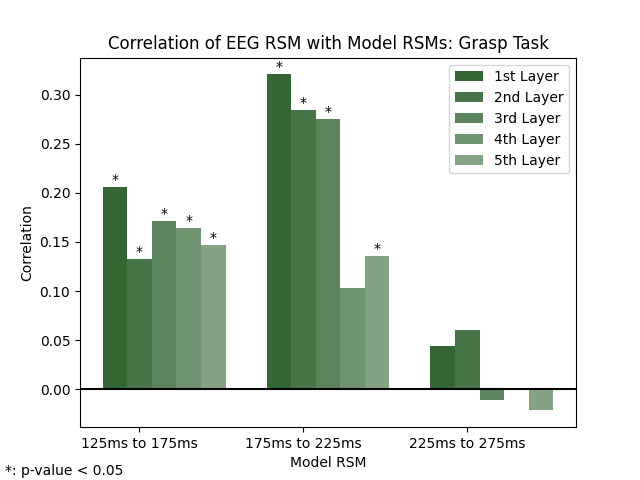 Correlation of EEG RSM with Model RSMs: Grasp Task
1st Layer
2nd Layer
3rd Layer
4th Layer
5th Layer
* * * * *
* * * *
0.30
0.25
0.20
0.15
0.10
0.05
0.00
Correlation
125ms to 175ms 175ms to 225ms 225ms to 275ms
Model RSM
*: p-value < 0.05